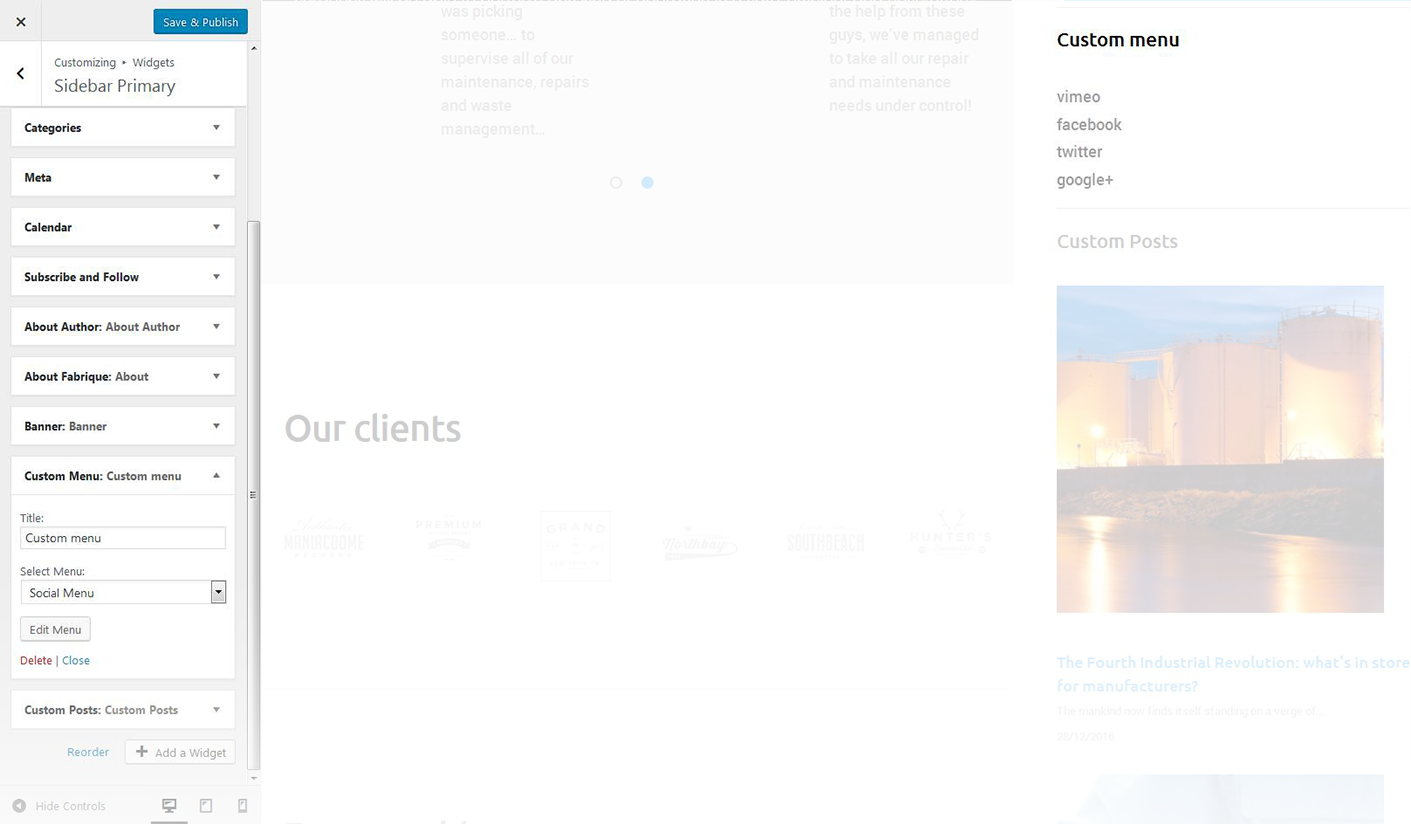 Save & Publish
Customizing ▸ Widgets
Sidebar Primary
Categories
Meta
Calendar
Subscribe and Follow
About Author: About Author
About Fabrique: About
Banner: Banner
Custom Menu: Custom menu
Title:
Custom menu
Select Menu:
Social Menu
Edit Menu
Delete | Close
Custom Posts: Custom Posts
Reorder
Add a Widget
Hide Controls
was picking
someone... to
supervise all of our
maintenance, repairs
and waste
management...
the help from these
guys, we've managed
to take all our repair
and maintenance
needs under control!
Our clients
MANIACDOME
PREMIUM
GRAND
Northbay
SOUTHBEACH
HUNTER'S
Custom menu
vimeo
facebook
twitter
google+
Custom Posts
The Fourth Industrial Revolution: what's in store
for manufacturers?
The mankind now finds itself standing on a verge of...
20/12/2016